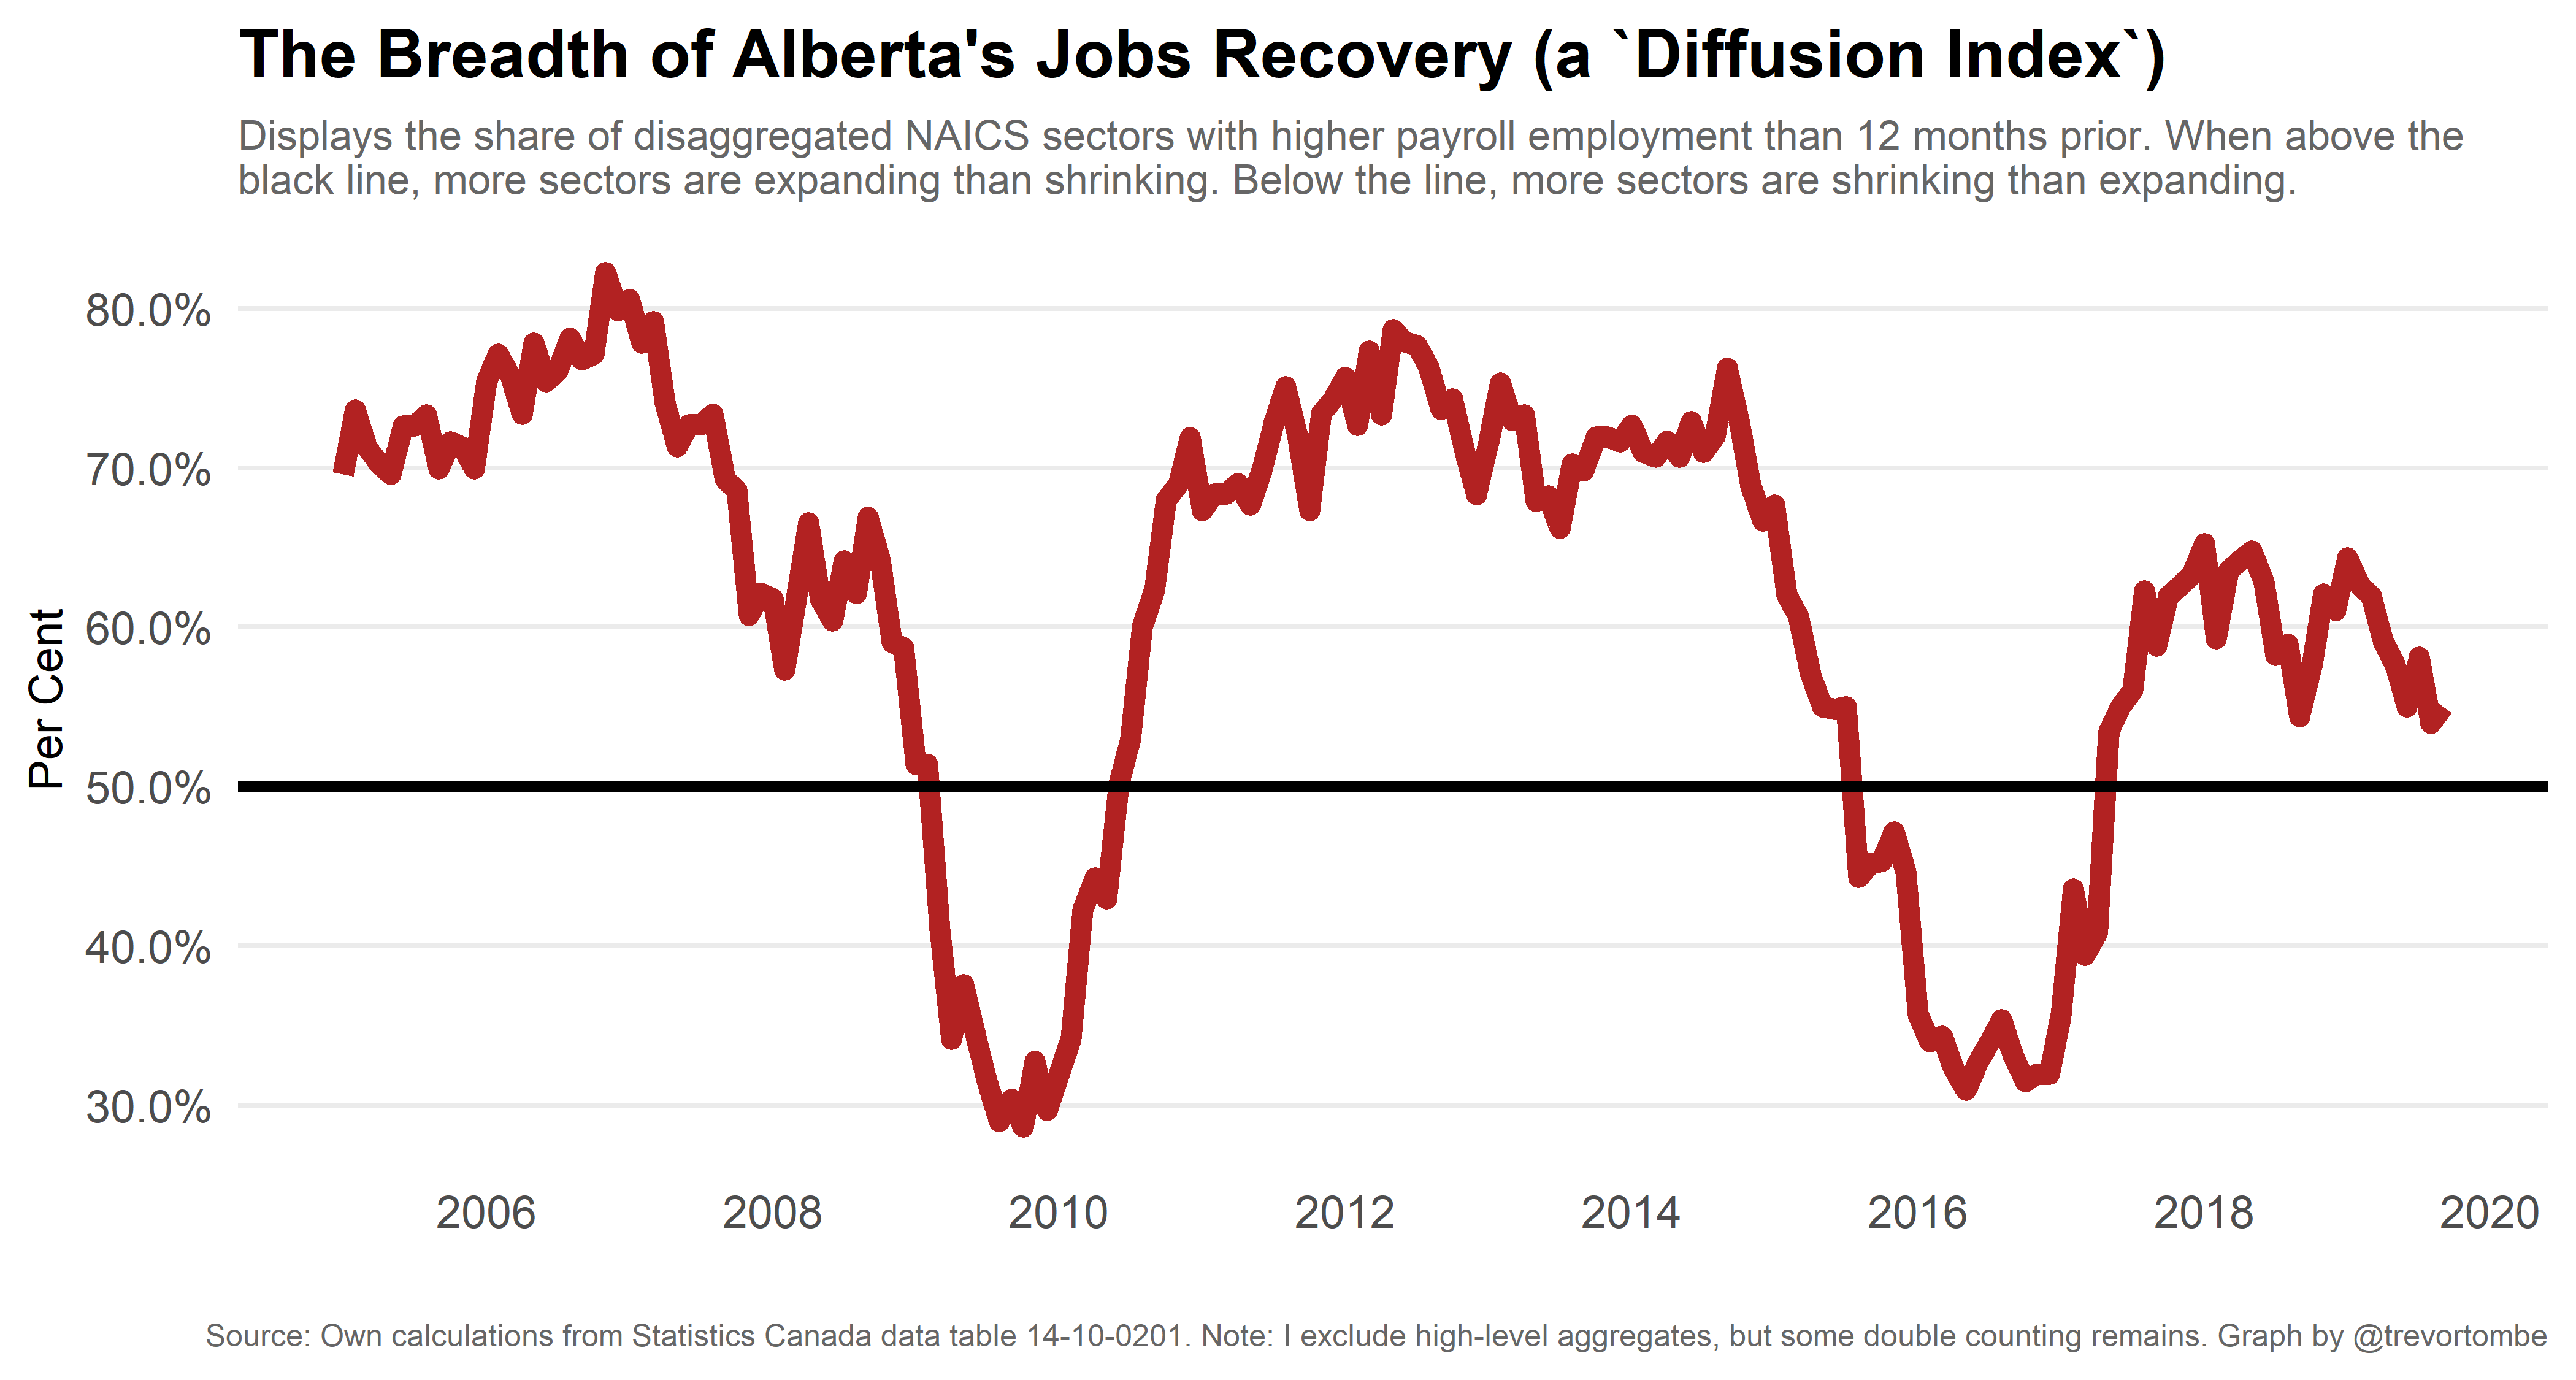 The Breadth of Alberta's Jobs Recovery (a `Diffusion Index`)
Displays the share of disaggregated NAICS sectors with higher payroll employment than 12 months prior. When above the
black line, more sectors are expanding than shrinking. Below the line, more sectors are shrinking than expanding.
Per Cent
80.0%
70.0%
60.0%
50.0%
40.0%
30.0%
2006 2008 2010 2012 2014 2016 2018 2020
Source: Own calculations from Statistics Canada data table 14-10-0201. Note: I exclude high-level aggregates, but some double counting remains. Graph by @trevortombe